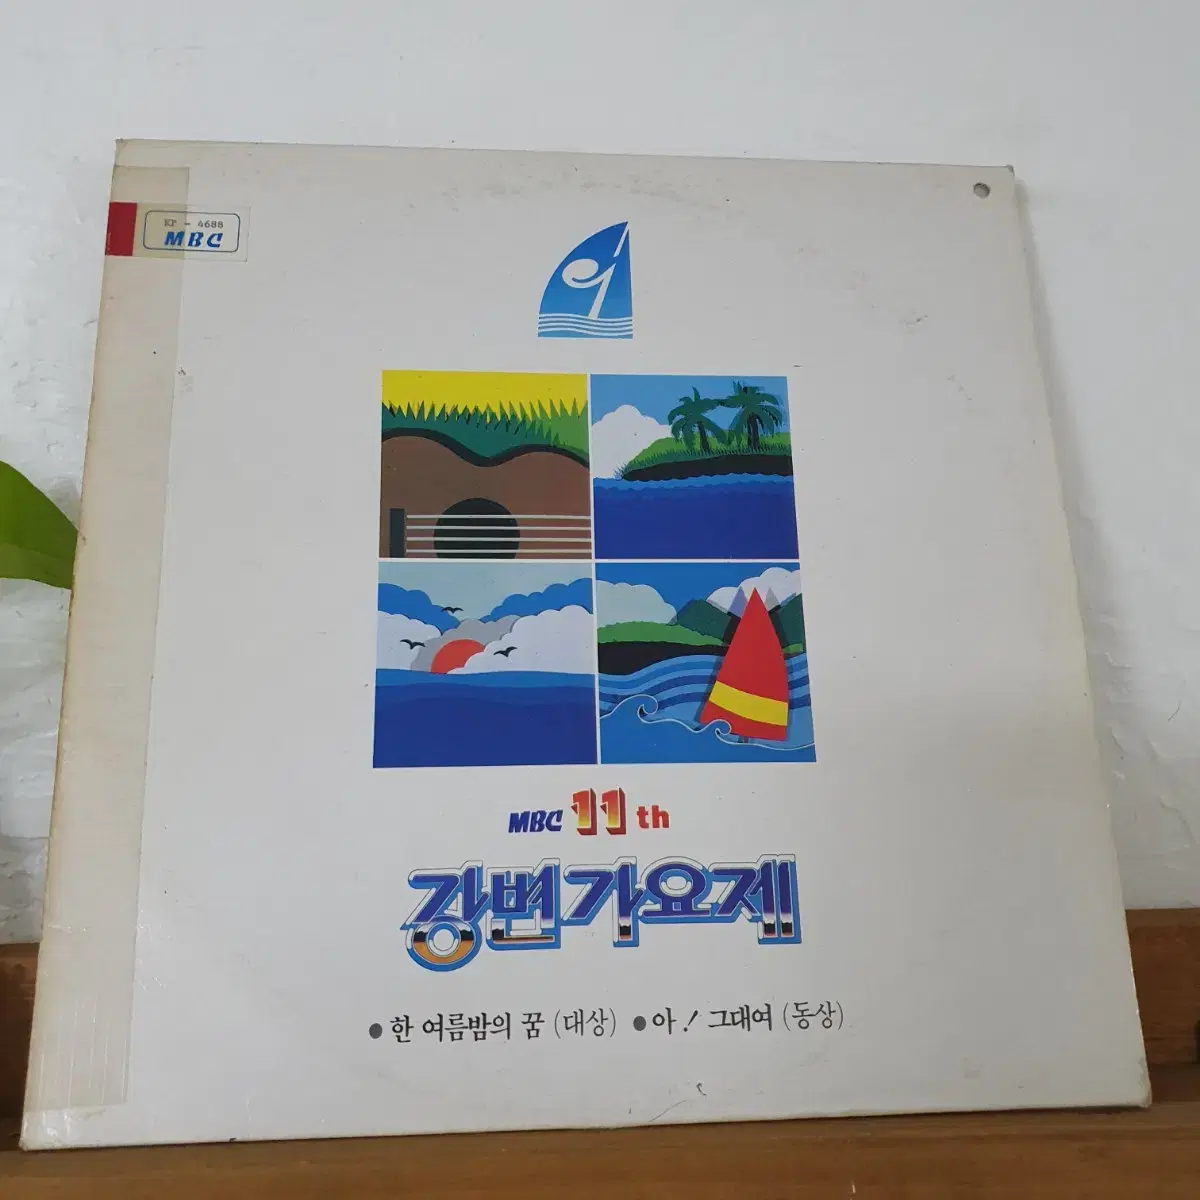 KP - 4688
MBC
MBC 11th
강변가요제
● 한 여름밤의 꿈 (대상) ● 아! 그대여 (동상)